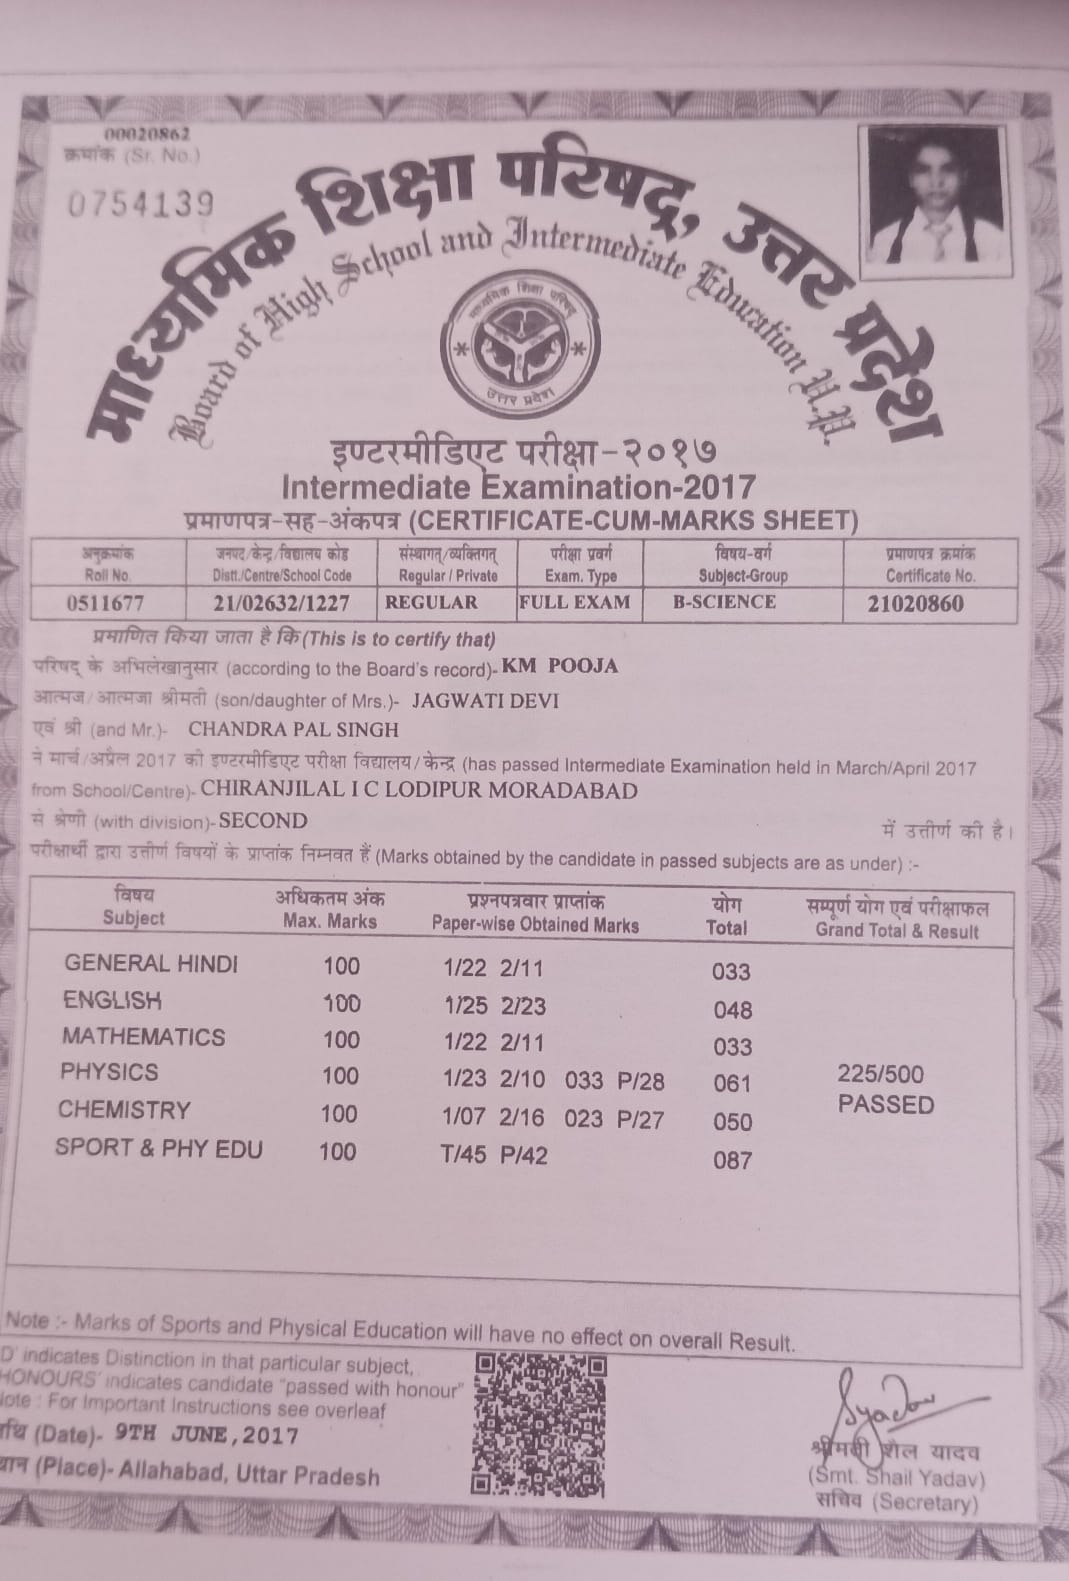 00020862
क्रमांक (Sr. No.)
0754139
माध्यमिक शिक्षा परिषद्, उत्तर प्रदेश
Board of High School and Intermediate Education U.P.
माध्यमिक शिक्षा परिषद्
उत्तर प्रदेश
इण्टरमीडिएट परीक्षा-२०१७
Intermediate Examination-2017
प्रमाणपत्र-सह-अंकपत्र (CERTIFICATE-CUM-MARKS SHEET)
अनुक्रमांक जनपद/केन्द्र/विद्यालय कोड संस्थागत्/व्यक्तिगत् परीक्षा प्रवर्ग विषय-वर्ग प्रमाणपत्र क्रमांक
Roll No. Distt./Centre/School Code Regular / Private Exam. Type Subject-Group Certificate No.
0511677 21/02632/1227 REGULAR FULL EXAM B-SCIENCE 21020860
प्रमाणित किया जाता है कि (This is to certify that)
परिषद् के अभिलेखानुसार (according to the Board's record)- KM POOJA
आत्मज/आत्मजा श्रीमती (son/daughter of Mrs.)- JAGWATI DEVI
एवं श्री (and Mr.)- CHANDRA PAL SINGH
ने मार्च/अप्रैल 2017 की इण्टरमीडिएट परीक्षा विद्यालय/केन्द्र (has passed Intermediate Examination held in March/April 2017
from School/Centre)- CHIRANJILAL I C LODIPUR MORADABAD
से श्रेणी (with division)- SECOND में उत्तीर्ण की है।
परीक्षार्थी द्वारा उत्तीर्ण विषयों के प्राप्तांक निम्नवत हैं (Marks obtained by the candidate in passed subjects are as under) :-
विषय अधिकतम अंक प्रश्नपत्रवार प्राप्तांक योग सम्पूर्ण योग एवं परीक्षाफल
Subject Max. Marks Paper-wise Obtained Marks Total Grand Total & Result
GENERAL HINDI 100 1/22 2/11 033
ENGLISH 100 1/25 2/23 048
MATHEMATICS 100 1/22 2/11 033
PHYSICS 100 1/23 2/10 033 P/28 061 225/500
CHEMISTRY 100 1/07 2/16 023 P/27 050 PASSED
SPORT & PHY EDU 100 T/45 P/42 087
Note :- Marks of Sports and Physical Education will have no effect on overall Result.
D' indicates Distinction in that particular subject,
HONOURS' indicates candidate "passed with honour"
Note : For Important Instructions see overleaf
(Date)- 9TH JUNE, 2017
(Place)- Allahabad, Uttar Pradesh
SYadav
श्रीमती शैल यादव
(Smt. Shail Yadav)
सचिव (Secretary)